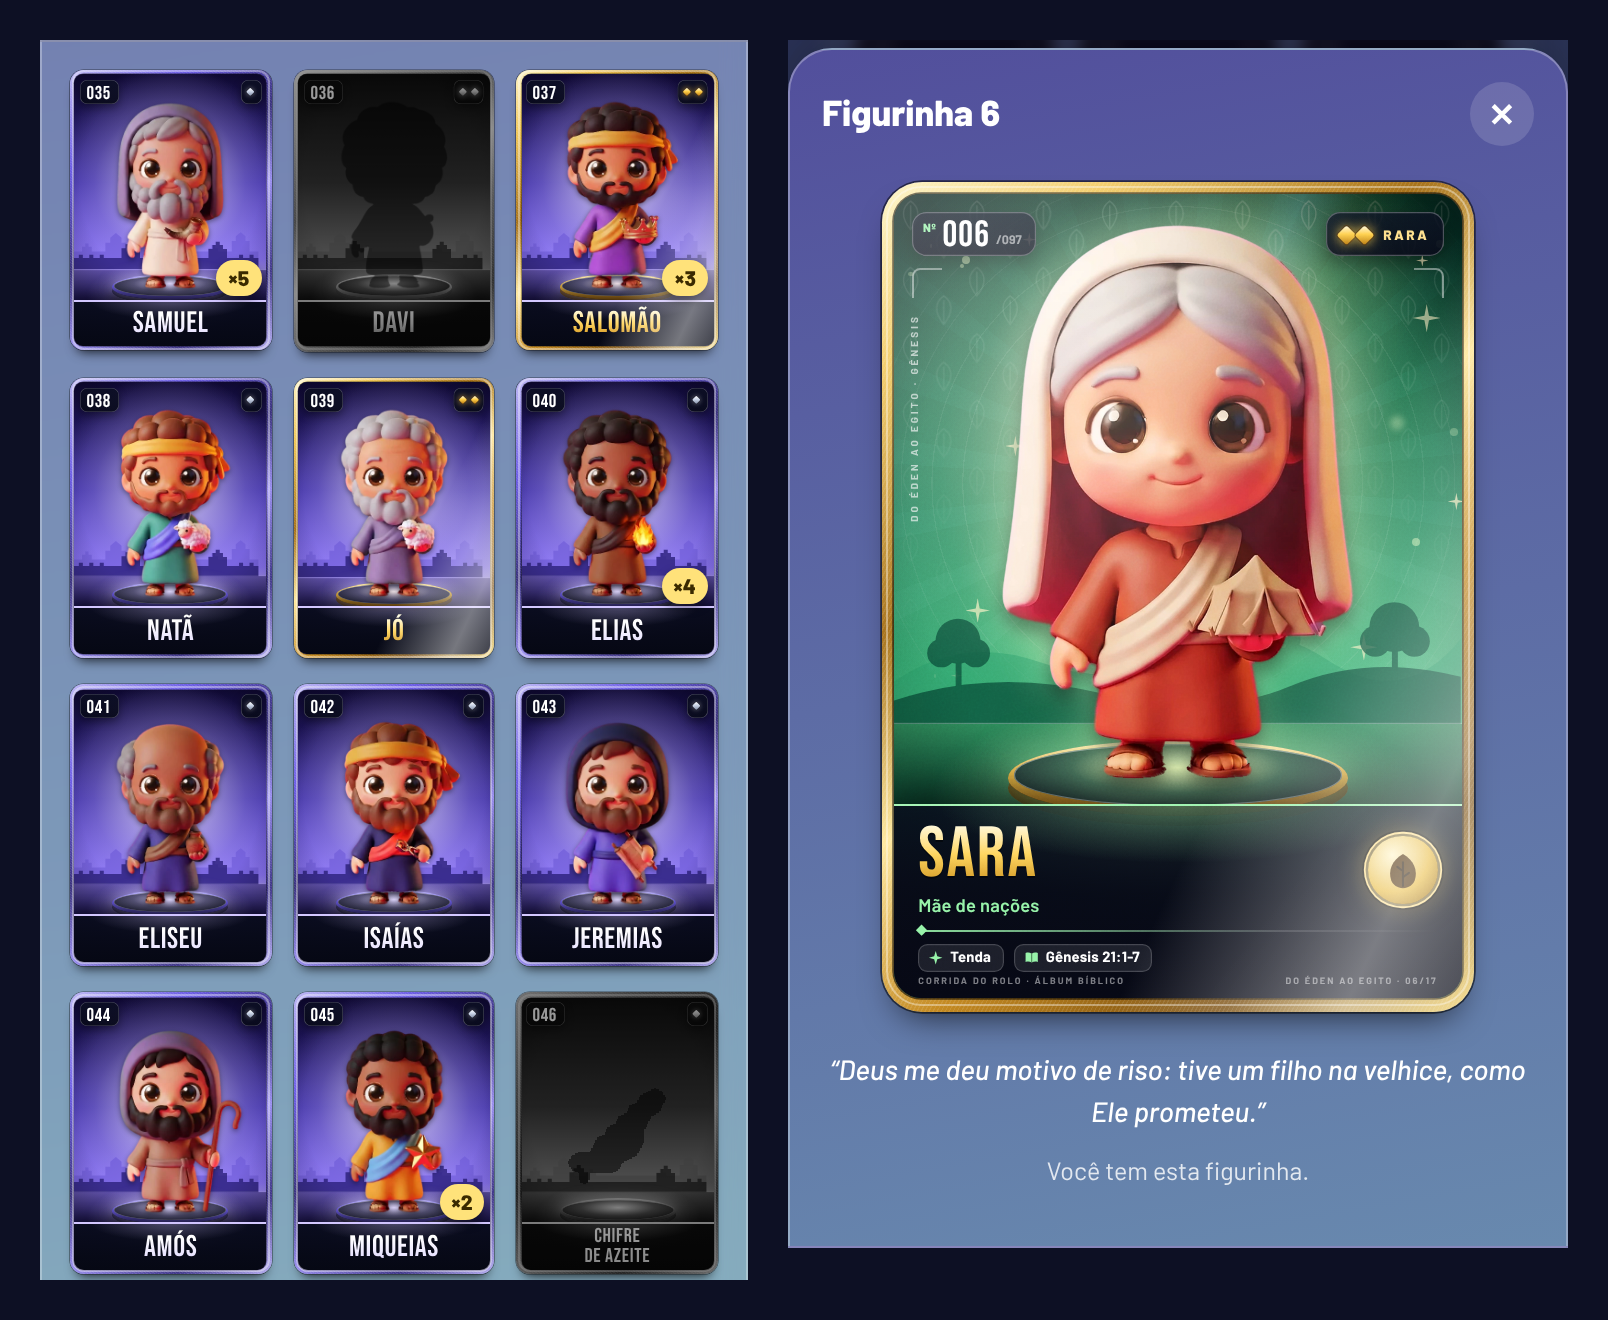 035
SAMUEL
×5
036
DAVI
037
SALOMÃO
×3
038
NATÃ
039
JÓ
040
ELIAS
×4
041
ELISEU
042
ISAÍAS
043
JEREMIAS
044
AMÓS
045
MIQUEIAS
×2
046
CHIFRE
DE AZEITE
Figurinha 6
Nº 006 /097
RARA
DO ÉDEN AO EGITO · GÊNESIS
SARA
Mãe de nações
Tenda
Gênesis 21:1-7
CORRIDA DO ROLO · ÁLBUM BÍBLICO
DO ÉDEN AO EGITO · 06/17
“Deus me deu motivo de riso: tive um filho na velhice, como
Ele prometeu.”
Você tem esta figurinha.